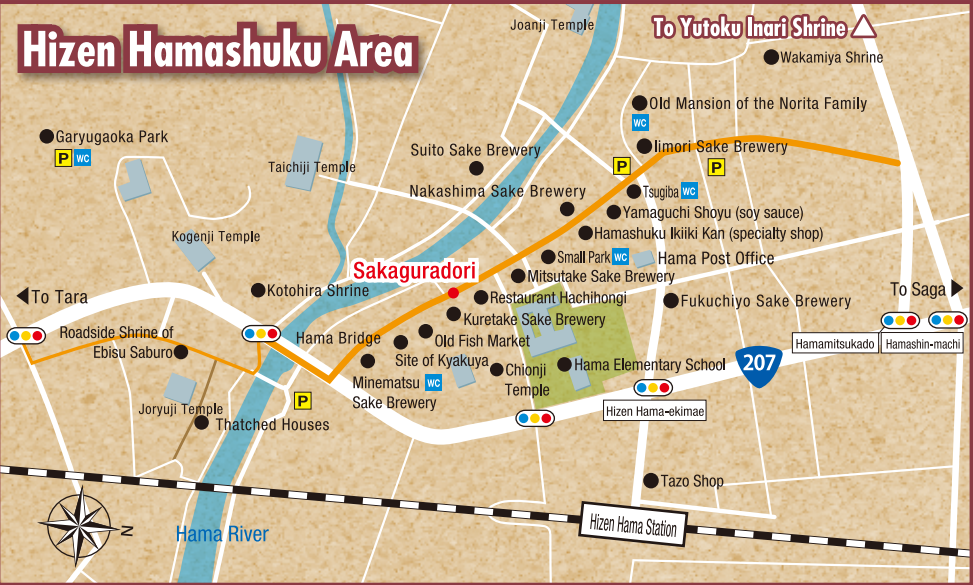 Hizen Hamashuku Area
Joanji Temple
To Yutoku Inari Shrine
Wakamiya Shrine
Old Mansion of the Norita Family
WC
Garyugaoka Park
P WC
Iimori Sake Brewery
Suito Sake Brewery
P
P
Taichiji Temple
Nakashima Sake Brewery
Tsugiba WC
Yamaguchi Shoyu (soy sauce)
Hamashuku Ikiiki Kan (specialty shop)
Kogenji Temple
Small Park WC
Hama Post Office
Sakaguradori
Mitsutake Sake Brewery
To Tara
Kotohira Shrine
Restaurant Hachihongi
Fukuchiyo Sake Brewery
To Saga
Kuretake Sake Brewery
Roadside Shrine of
Ebisu Saburo
Hama Bridge
Old Fish Market
Hamamitsukado
Hamashin-machi
Site of Kyakuya
Minematsu WC
Sake Brewery
Chionji
Temple
Hama Elementary School
207
Joryuji Temple
P
Hizen Hama-ekimae
Thatched Houses
Tazo Shop
Hizen Hama Station
N
Hama River